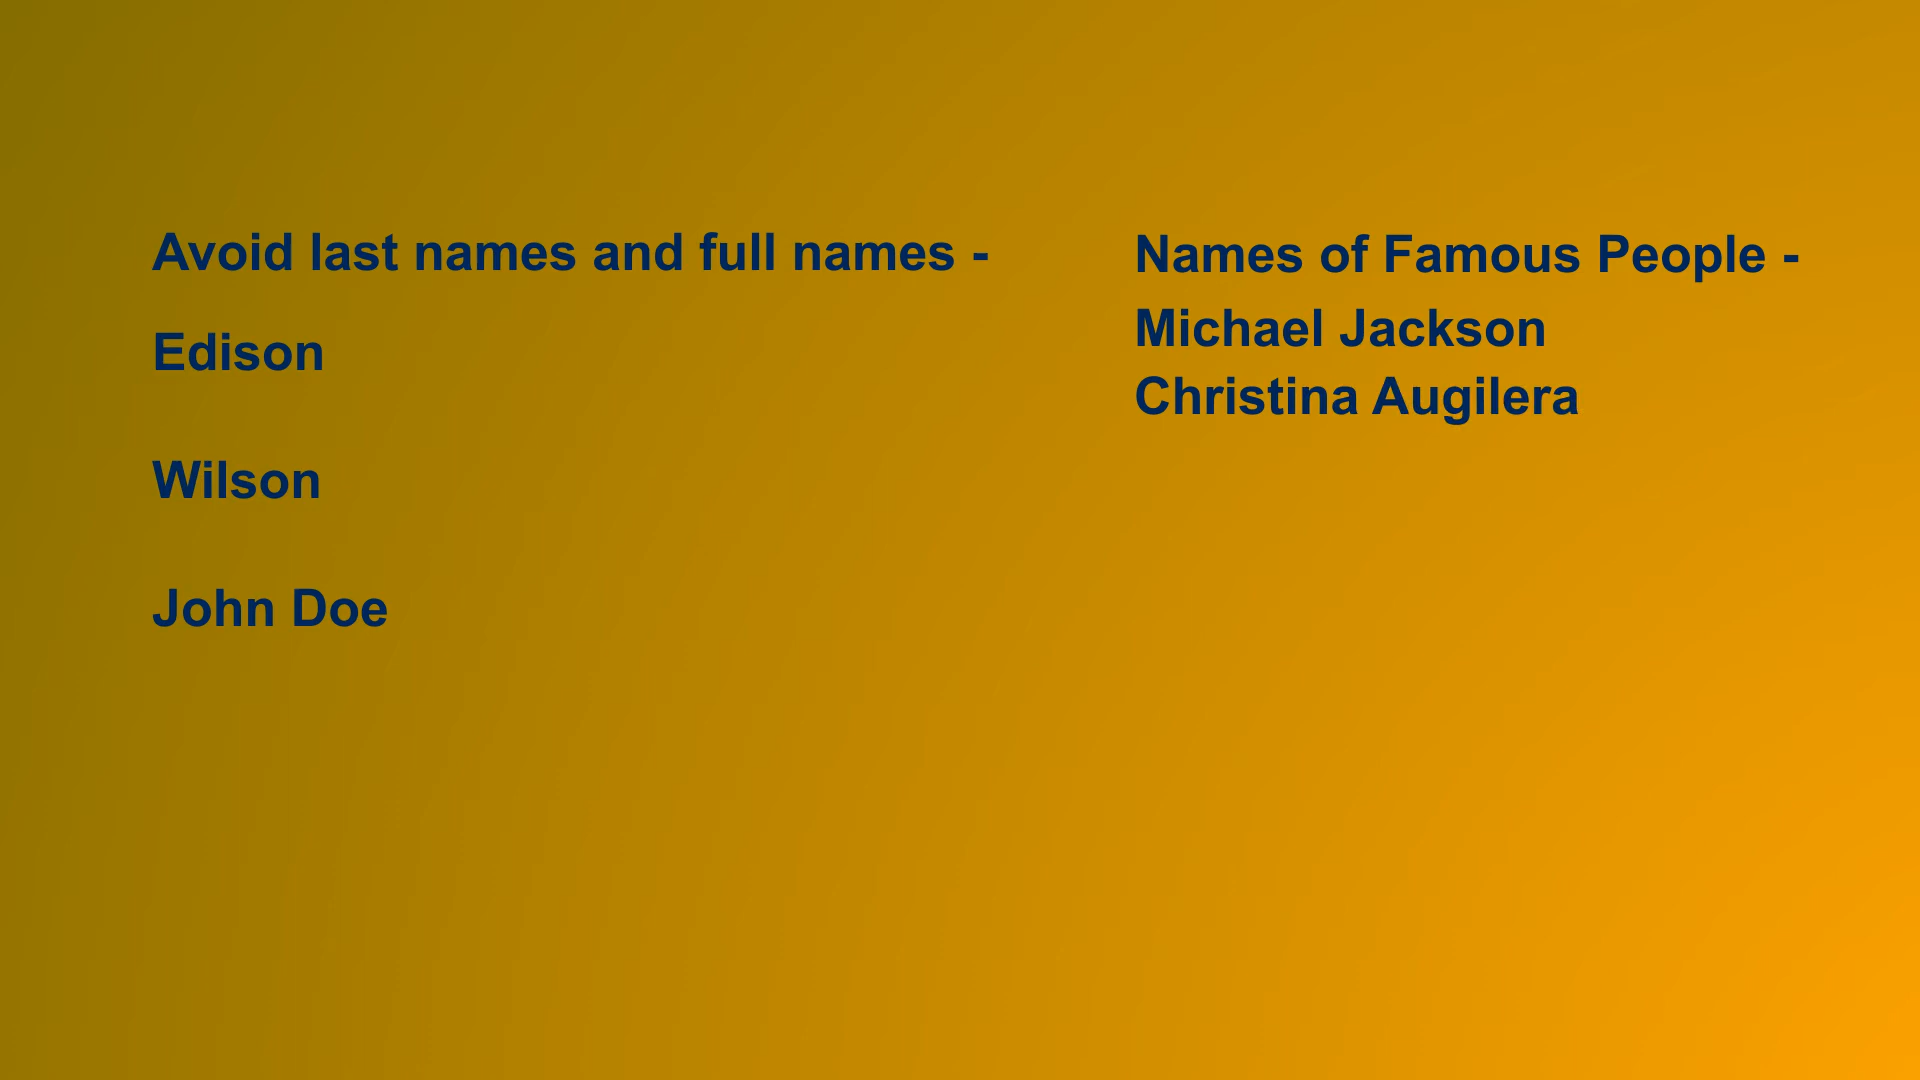 Avoid last names and full names -
Edison
Wilson
John Doe
Names of Famous People -
Michael Jackson
Christina Augilera